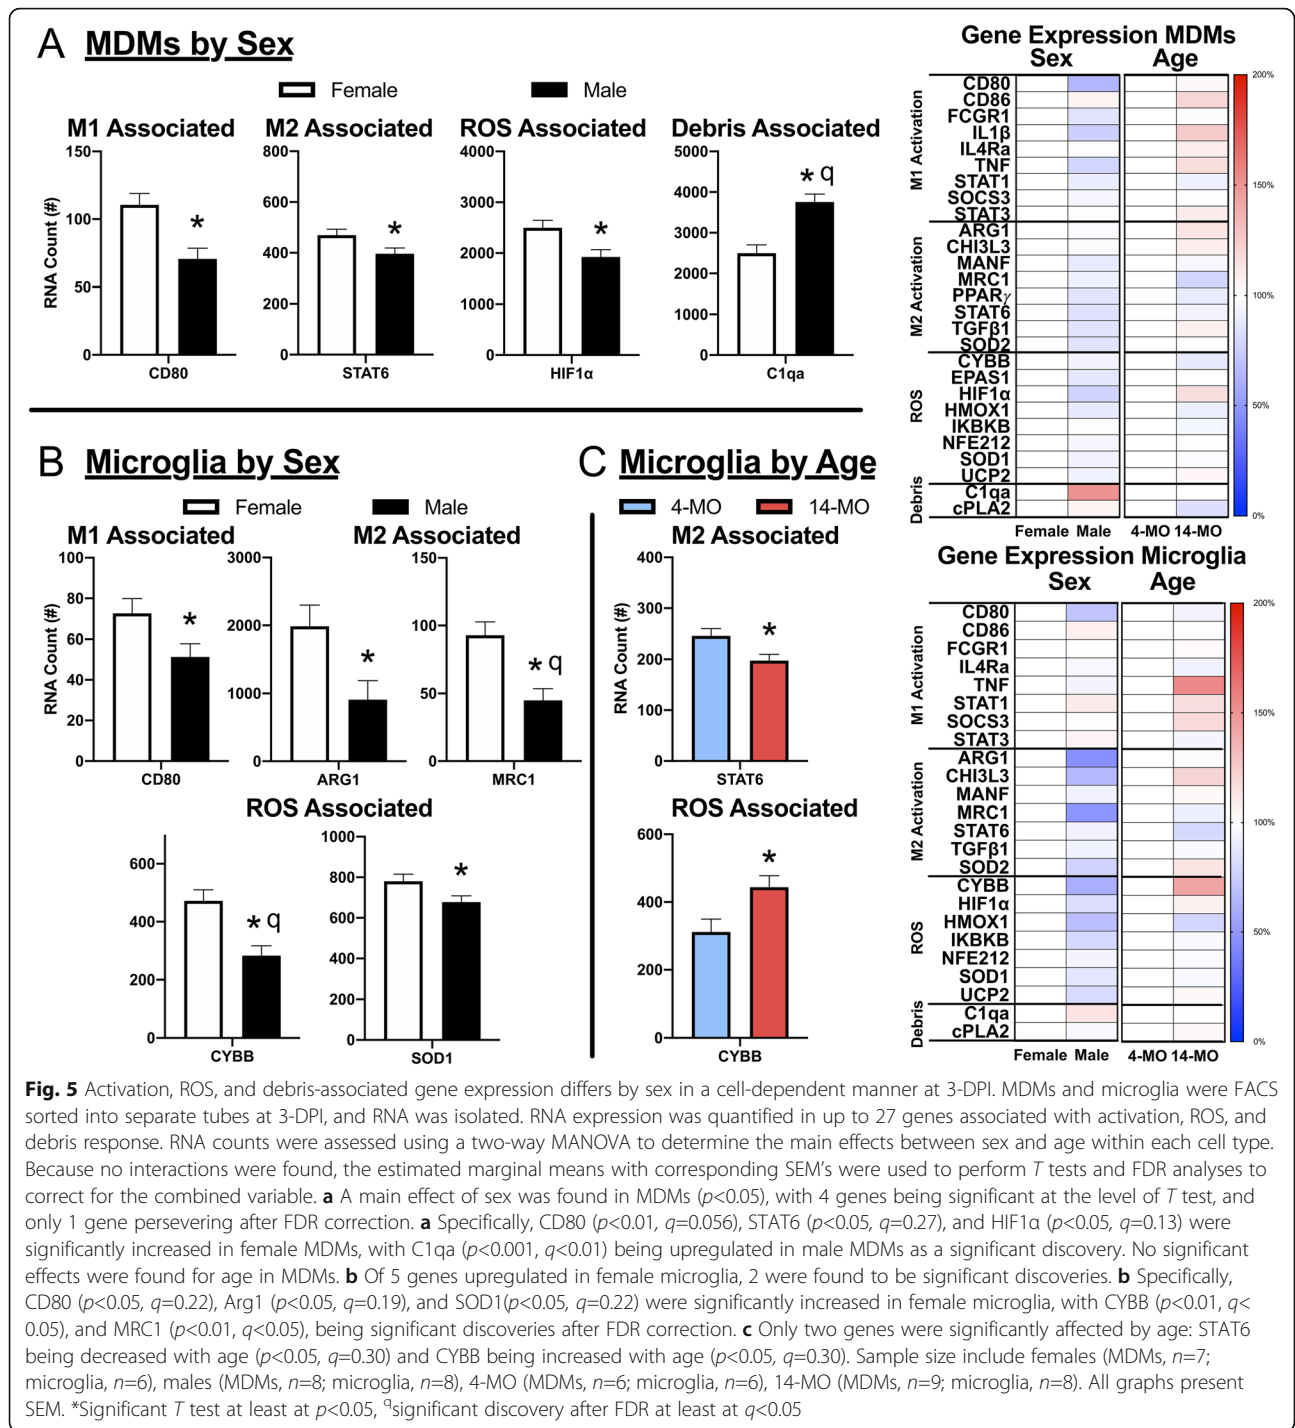 A MDMs by Sex
Female Male
M1 Associated M2 Associated ROS Associated Debris Associated
RNA Count (#)
150
100
50
0
*
CD80
800
600
400
200
0
*
STAT6
4000
3000
2000
1000
0
*
HIF1α
5000
4000
3000
2000
1000
0
* q
C1qa
B Microglia by Sex
Female Male
M1 Associated M2 Associated
RNA Count (#)
100
80
60
40
20
0
*
CD80
3000
2000
1000
0
*
ARG1
150
100
50
0
* q
MRC1
ROS Associated
600
400
200
0
* q
CYBB
1000
800
600
400
200
0
*
SOD1
C Microglia by Age
4-MO 14-MO
M2 Associated
RNA Count (#)
400
300
200
100
0
*
STAT6
ROS Associated
600
400
200
0
*
CYBB
Gene Expression MDMs
Sex Age
M1 Activation
CD80
CD86
FCGR1
IL1β
IL4Ra
TNF
STAT1
SOCS3
STAT3
M2 Activation
ARG1
CHI3L3
MANF
MRC1
PPARγ
STAT6
TGFβ1
SOD2
ROS
CYBB
EPAS1
HIF1α
HMOX1
IKBKB
NFE212
SOD1
UCP2
Debris
C1qa
cPLA2
Female Male 4-MO 14-MO
200%
150%
100%
50%
0%
Gene Expression Microglia
Sex Age
M1 Activation
CD80
CD86
FCGR1
IL4Ra
TNF
STAT1
SOCS3
STAT3
M2 Activation
ARG1
CHI3L3
MANF
MRC1
STAT6
TGFβ1
SOD2
ROS
CYBB
HIF1α
HMOX1
IKBKB
NFE212
SOD1
UCP2
Debris
C1qa
cPLA2
Female Male 4-MO 14-MO
200%
150%
100%
50%
0%
Fig. 5 Activation, ROS, and debris-associated gene expression differs by sex in a cell-dependent manner at 3-DPI. MDMs and microglia were FACS
sorted into separate tubes at 3-DPI, and RNA was isolated. RNA expression was quantified in up to 27 genes associated with activation, ROS, and
debris response. RNA counts were assessed using a two-way MANOVA to determine the main effects between sex and age within each cell type.
Because no interactions were found, the estimated marginal means with corresponding SEM's were used to perform T tests and FDR analyses to
correct for the combined variable. a A main effect of sex was found in MDMs (p<0.05), with 4 genes being significant at the level of T test, and
only 1 gene persevering after FDR correction. a Specifically, CD80 (p<0.01, q=0.056), STAT6 (p<0.05, q=0.27), and HIF1α (p<0.05, q=0.13) were
significantly increased in female MDMs, with C1qa (p<0.001, q<0.01) being upregulated in male MDMs as a significant discovery. No significant
effects were found for age in MDMs. b Of 5 genes upregulated in female microglia, 2 were found to be significant discoveries. b Specifically,
CD80 (p<0.05, q=0.22), Arg1 (p<0.05, q=0.19), and SOD1(p<0.05, q=0.22) were significantly increased in female microglia, with CYBB (p<0.01, q<
0.05), and MRC1 (p<0.01, q<0.05), being significant discoveries after FDR correction. c Only two genes were significantly affected by age: STAT6
being decreased with age (p<0.05, q=0.30) and CYBB being increased with age (p<0.05, q=0.30). Sample size include females (MDMs, n=7;
microglia, n=6), males (MDMs, n=8; microglia, n=8), 4-MO (MDMs, n=6; microglia, n=6), 14-MO (MDMs, n=9; microglia, n=8). All graphs present
SEM. *Significant T test at least at p<0.05, qsignificant discovery after FDR at least at q<0.05